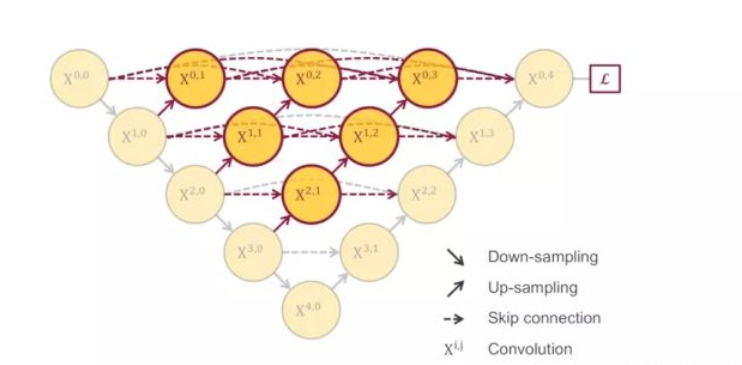 X^0,0 X^0,1 X^0,2 X^0,3 X^0,4 ℒ
X^1,0 X^1,1 X^1,2 X^1,3
X^2,0 X^2,1 X^2,2
X^3,0 X^3,1
X^4,0
Down-sampling
Up-sampling
Skip connection
X^i,j Convolution